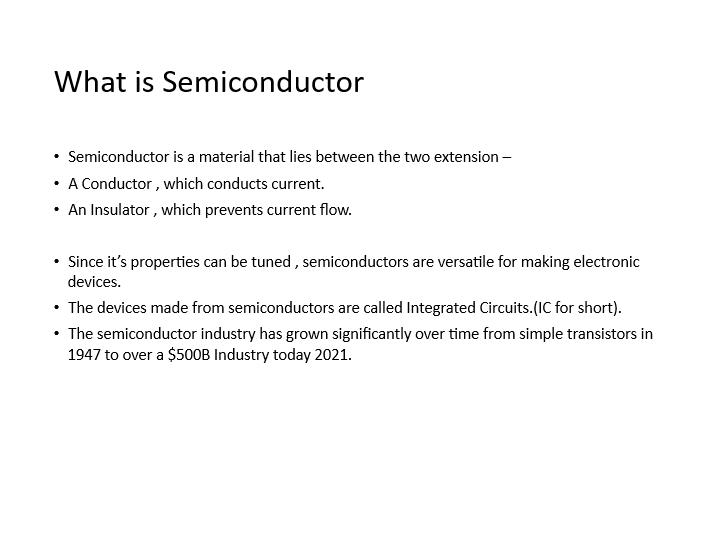 What is Semiconductor
• Semiconductor is a material that lies between the two extension –
• A Conductor , which conducts current.
• An Insulator , which prevents current flow.
• Since it’s properties can be tuned , semiconductors are versatile for making electronic
devices.
• The devices made from semiconductors are called Integrated Circuits.(IC for short).
• The semiconductor industry has grown significantly over time from simple transistors in
1947 to over a $500B Industry today 2021.